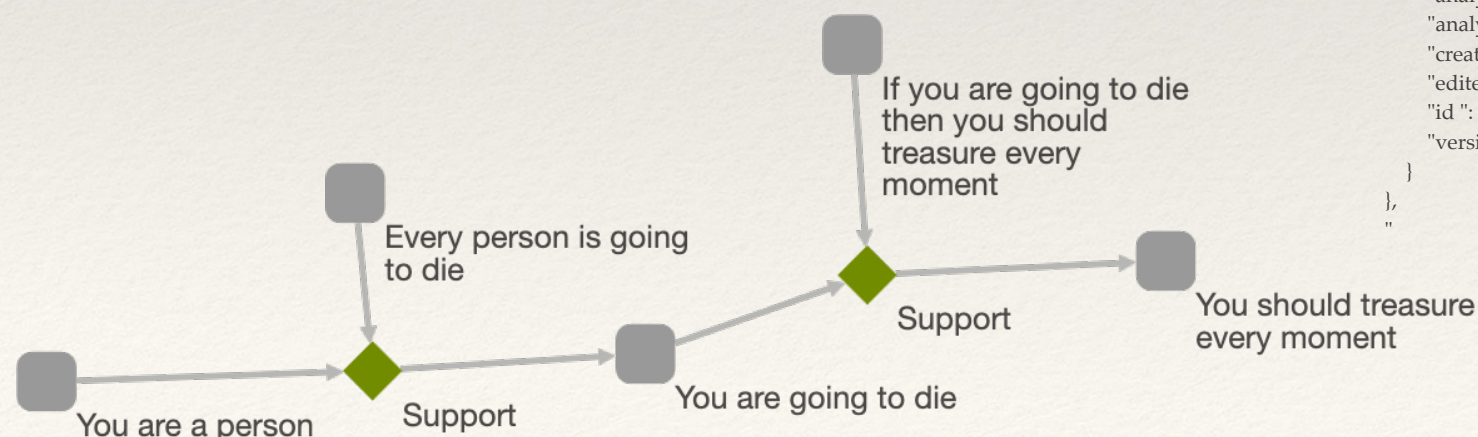 If you are going to die
then you should
treasure every
moment
Every person is going
to die
You should treasure
every moment
Support
You are going to die
Support
You are a person
"analy
"creat
"edite
"id ":
"versi
}
},
"